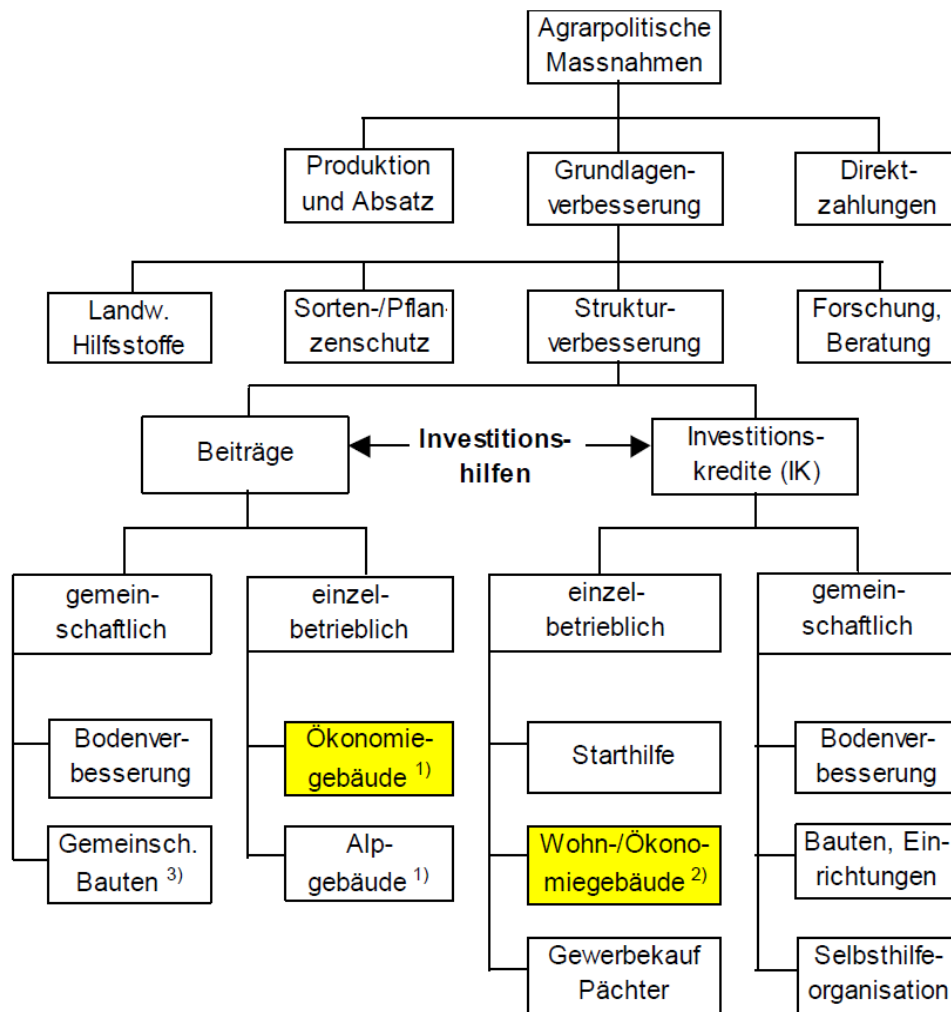 Agrarpolitische
Massnahmen
Produktion
und Absatz
Grundlagen-
verbesserung
Direkt-
zahlungen
Landw.
Hilfsstoffe
Sorten-/Pflan-
zenschutz
Struktur-
verbesserung
Forschung,
Beratung
Beiträge
Investitions-
hilfen
Investitions-
kredite (IK)
gemein-
schaftlich
einzel-
betrieblich
einzel-
betrieblich
gemein-
schaftlich
Bodenver-
besserung
Ökonomie-
gebäude 1)
Starthilfe
Bodenver-
besserung
Gemeinsch.
Bauten 3)
Alp-
gebäude 1)
Wohn-/Ökono-
miegebäude 2)
Bauten, Ein-
richtungen
Gewerbekauf
Pächter
Selbsthilfe-
organisation